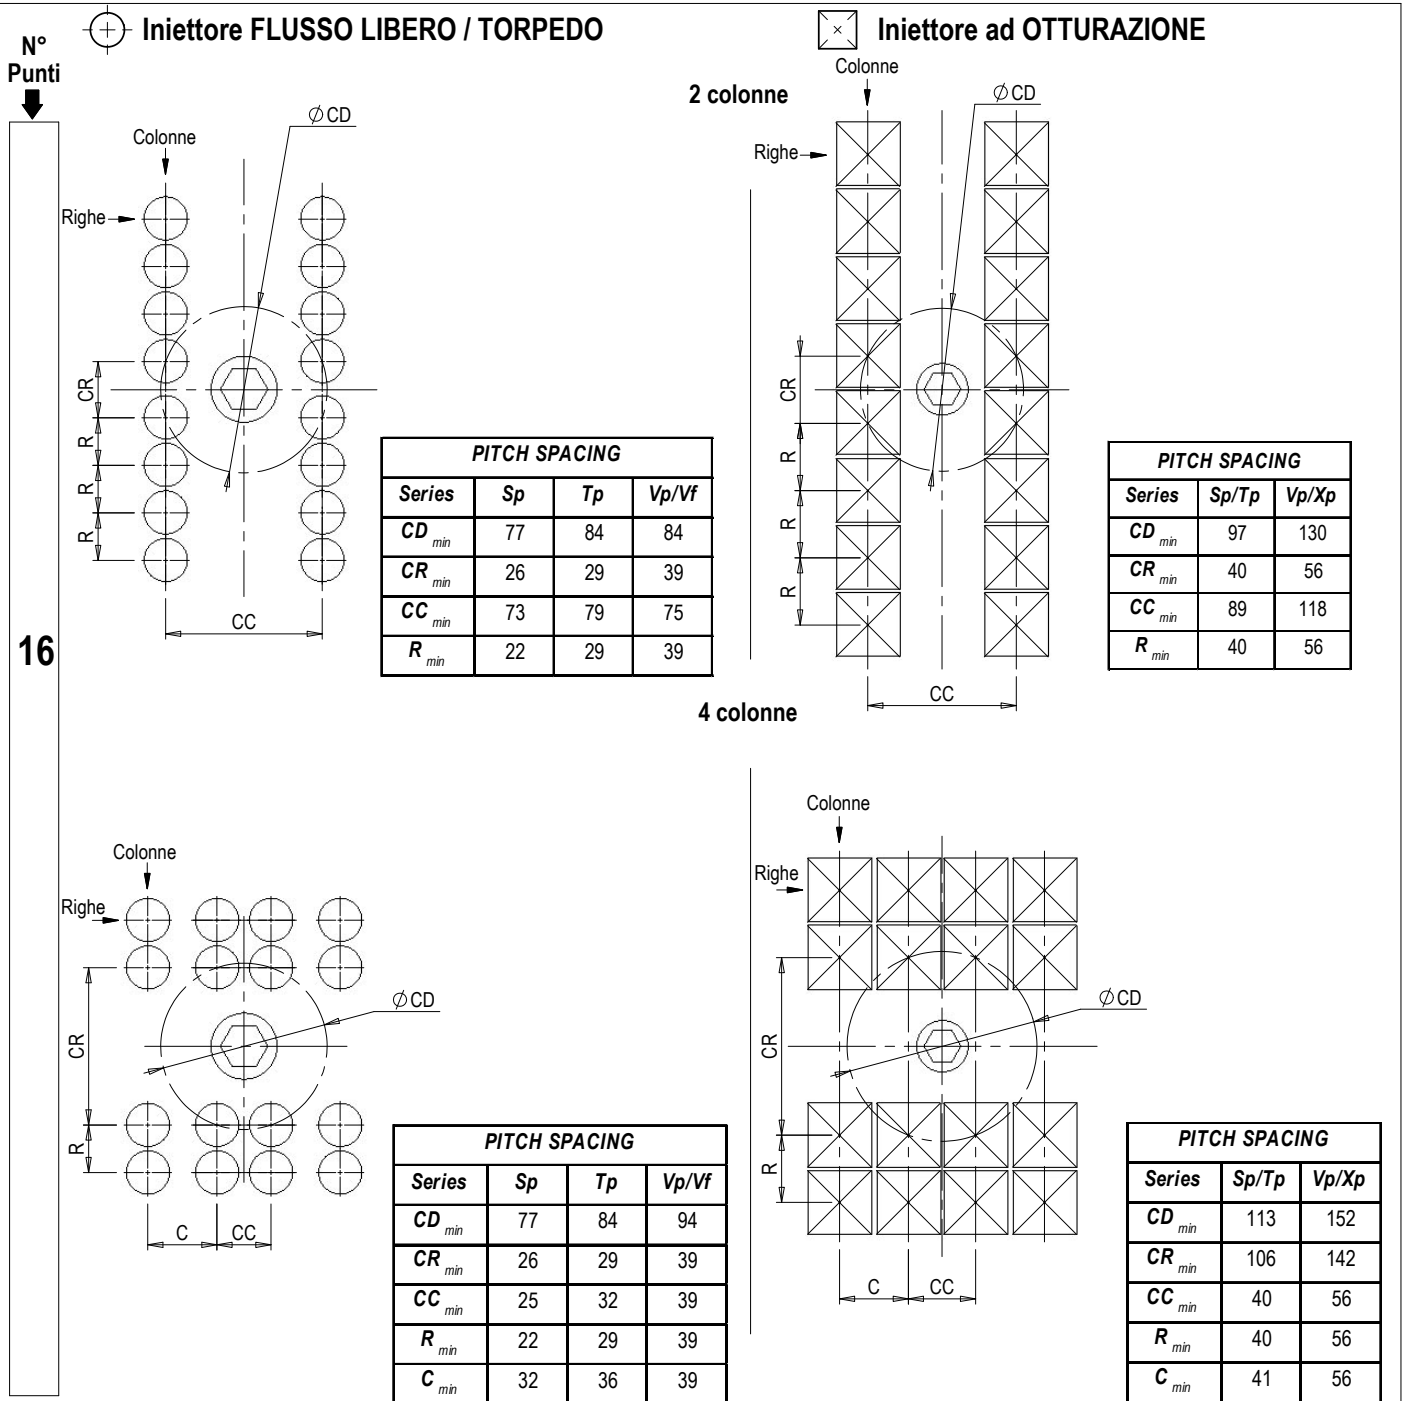 Iniettore FLUSSO LIBERO / TORPEDO
Iniettore ad OTTURAZIONE
N°
Punti
16
2 colonne
Colonne
Righe
CD
CR
R
R
R
CC
PITCH SPACING
Series Sp Tp Vp/Vf
CD min 77 84 84
CR min 26 29 39
CC min 73 79 75
R min 22 29 39
Colonne
Righe
CD
CR
R
R
R
CC
PITCH SPACING
Series Sp/Tp Vp/Xp
CD min 97 130
CR min 40 56
CC min 89 118
R min 40 56
4 colonne
Colonne
Righe
ØCD
CR
R
C
CC
PITCH SPACING
Series Sp Tp Vp/Vf
CD min 77 84 94
CR min 26 29 39
CC min 25 32 39
R min 22 29 39
C min 32 36 39
Colonne
Righe
ØCD
CR
R
C
CC
PITCH SPACING
Series Sp/Tp Vp/Xp
CD min 113 152
CR min 106 142
CC min 40 56
R min 40 56
C min 41 56